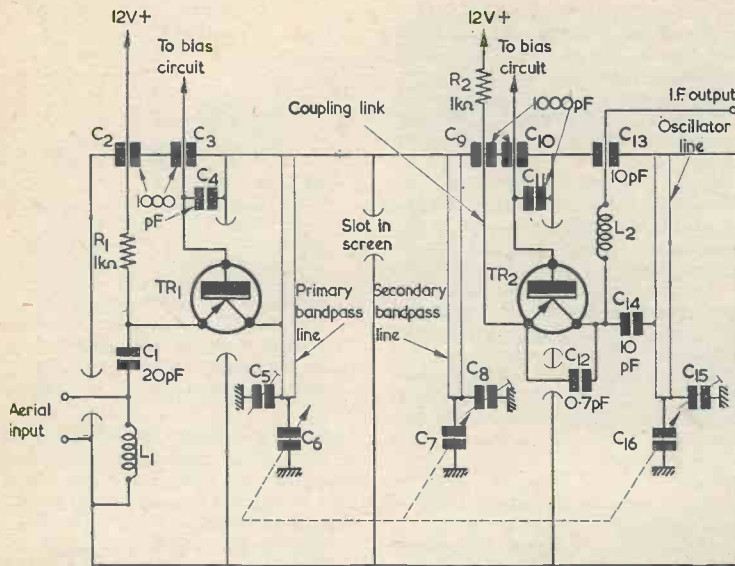 12V+
To bias
circuit
C2
C3
1000
pF
C4
R1
1kΩ
TR1
C1
20pF
Aerial
input
L1
Primary
bandpass
line
C5
C6
Coupling link
Slot in
screen
Secondary
bandpass
line
12V+
To bias
circuit
R2
1kΩ
1000pF
C9
C10
C11
TR2
C8
C7
C12
0·7pF
I.F. output
Oscillator
line
C13
10pF
L2
C14
10
pF
C15
C16